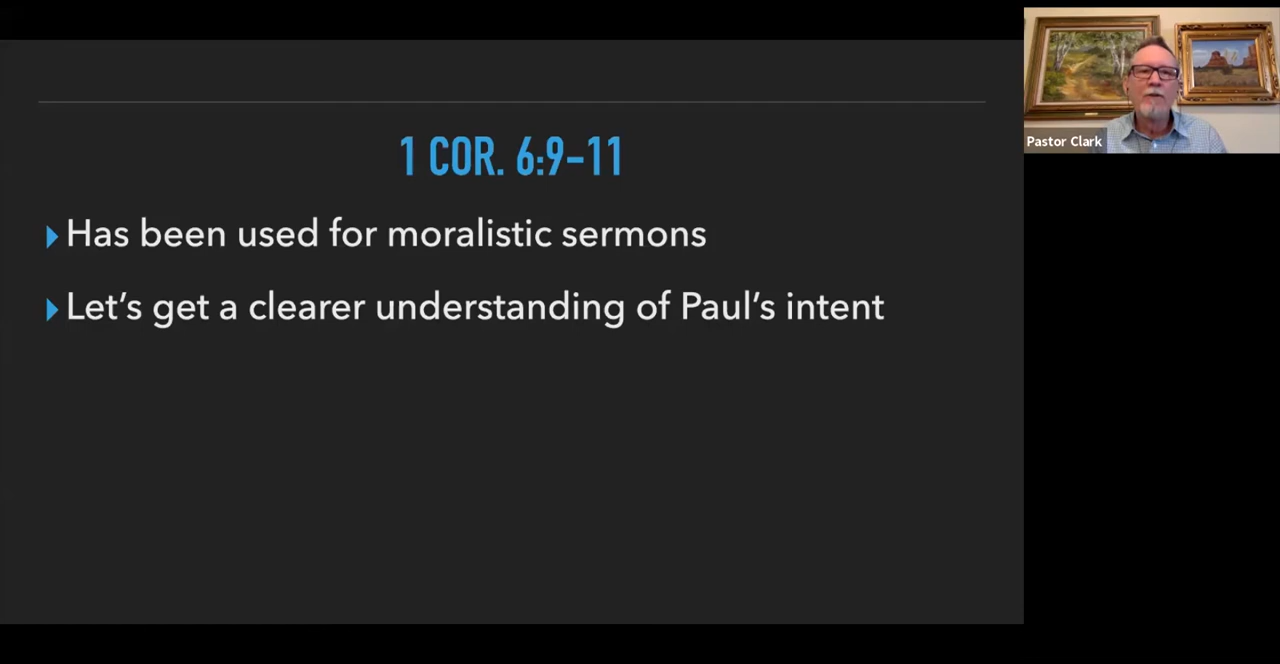 1 COR. 6:9–11
Has been used for moralistic sermons
Let’s get a clearer understanding of Paul’s intent
Pastor Clark